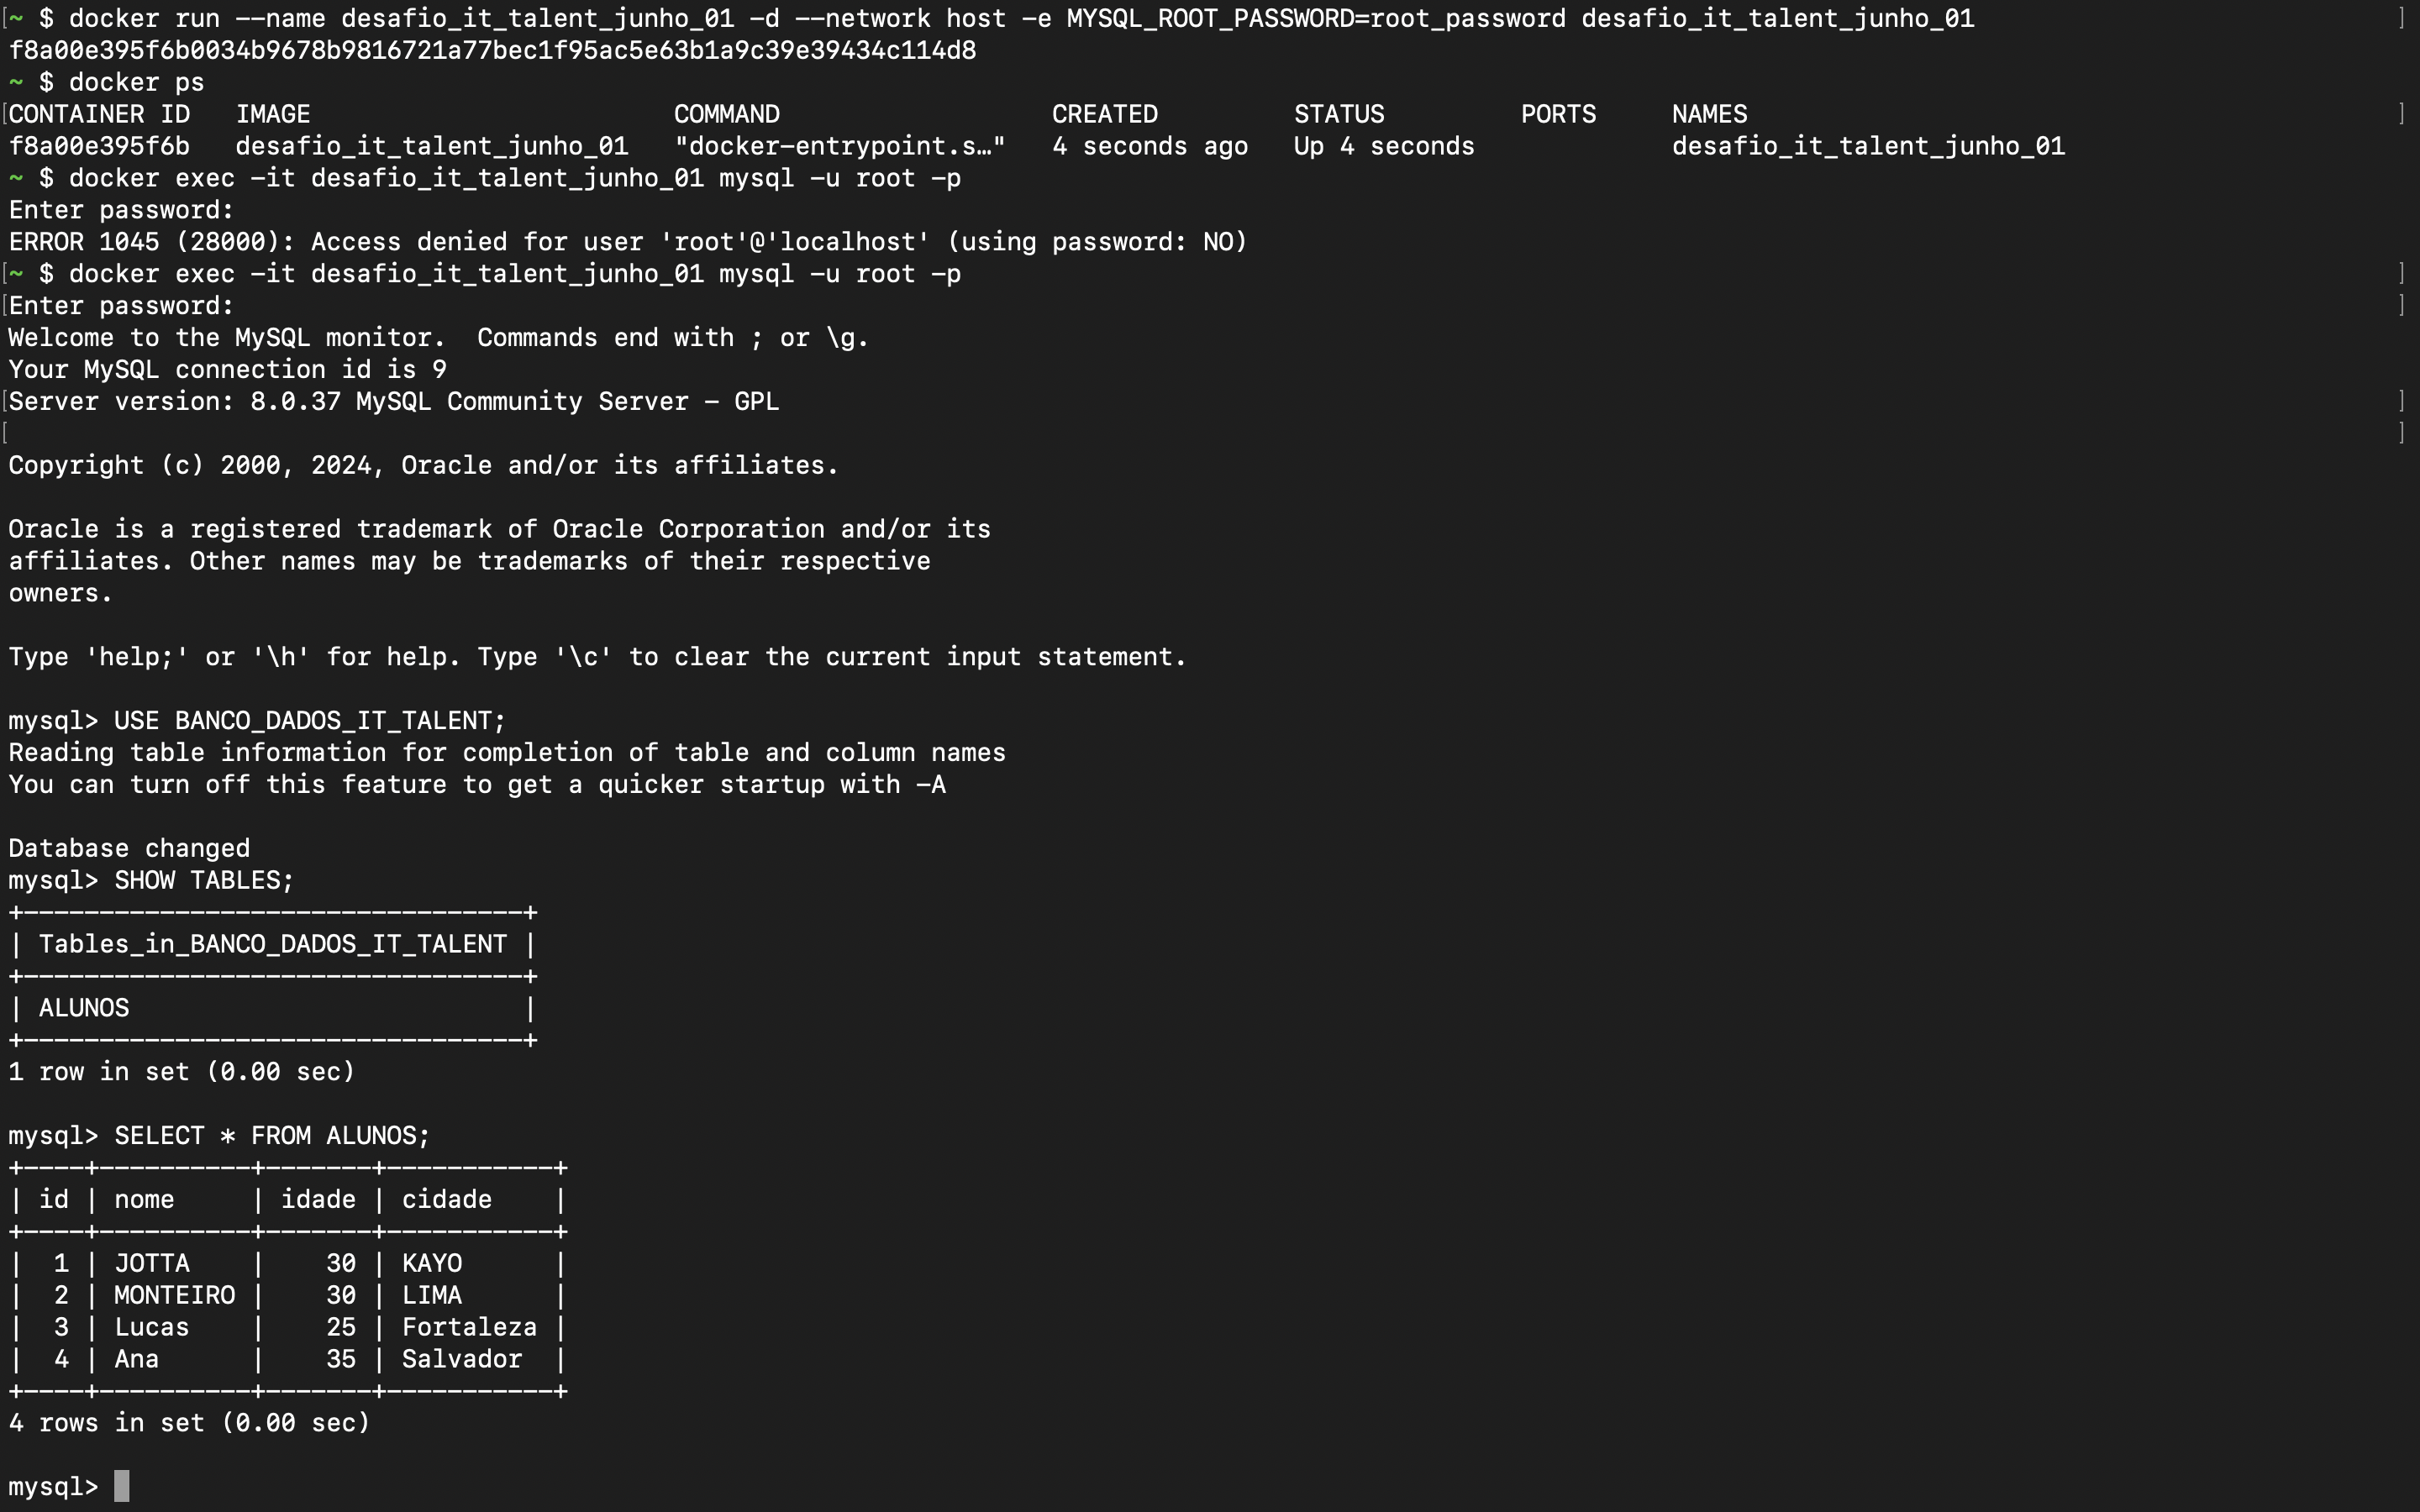 ~ $ docker run --name desafio_it_talent_junho_01 -d --network host -e MYSQL_ROOT_PASSWORD=root_password desafio_it_talent_junho_01
f8a00e395f6b0034b9678b9816721a77bec1f95ac5e63b1a9c39e39434c114d8
~ $ docker ps
CONTAINER ID   IMAGE                        COMMAND                  CREATED         STATUS         PORTS     NAMES
f8a00e395f6b   desafio_it_talent_junho_01   "docker-entrypoint.s…"   4 seconds ago   Up 4 seconds             desafio_it_talent_junho_01
~ $ docker exec -it desafio_it_talent_junho_01 mysql -u root -p
Enter password:
ERROR 1045 (28000): Access denied for user 'root'@'localhost' (using password: NO)
~ $ docker exec -it desafio_it_talent_junho_01 mysql -u root -p
Enter password:
Welcome to the MySQL monitor.  Commands end with ; or \g.
Your MySQL connection id is 9
Server version: 8.0.37 MySQL Community Server - GPL
Copyright (c) 2000, 2024, Oracle and/or its affiliates.
Oracle is a registered trademark of Oracle Corporation and/or its
affiliates. Other names may be trademarks of their respective
owners.
Type 'help;' or '\h' for help. Type '\c' to clear the current input statement.
mysql> USE BANCO_DADOS_IT_TALENT;
Reading table information for completion of table and column names
You can turn off this feature to get a quicker startup with -A
Database changed
mysql> SHOW TABLES;
+---------------------------------+
| Tables_in_BANCO_DADOS_IT_TALENT |
+---------------------------------+
| ALUNOS                          |
+---------------------------------+
1 row in set (0.00 sec)
mysql> SELECT * FROM ALUNOS;
+----+----------+-------+-----------+
| id | nome     | idade | cidade    |
+----+----------+-------+-----------+
|  1 | JOTTA    |    30 | KAYO      |
|  2 | MONTEIRO |    30 | LIMA      |
|  3 | Lucas    |    25 | Fortaleza |
|  4 | Ana      |    35 | Salvador  |
+----+----------+-------+-----------+
4 rows in set (0.00 sec)
mysql>